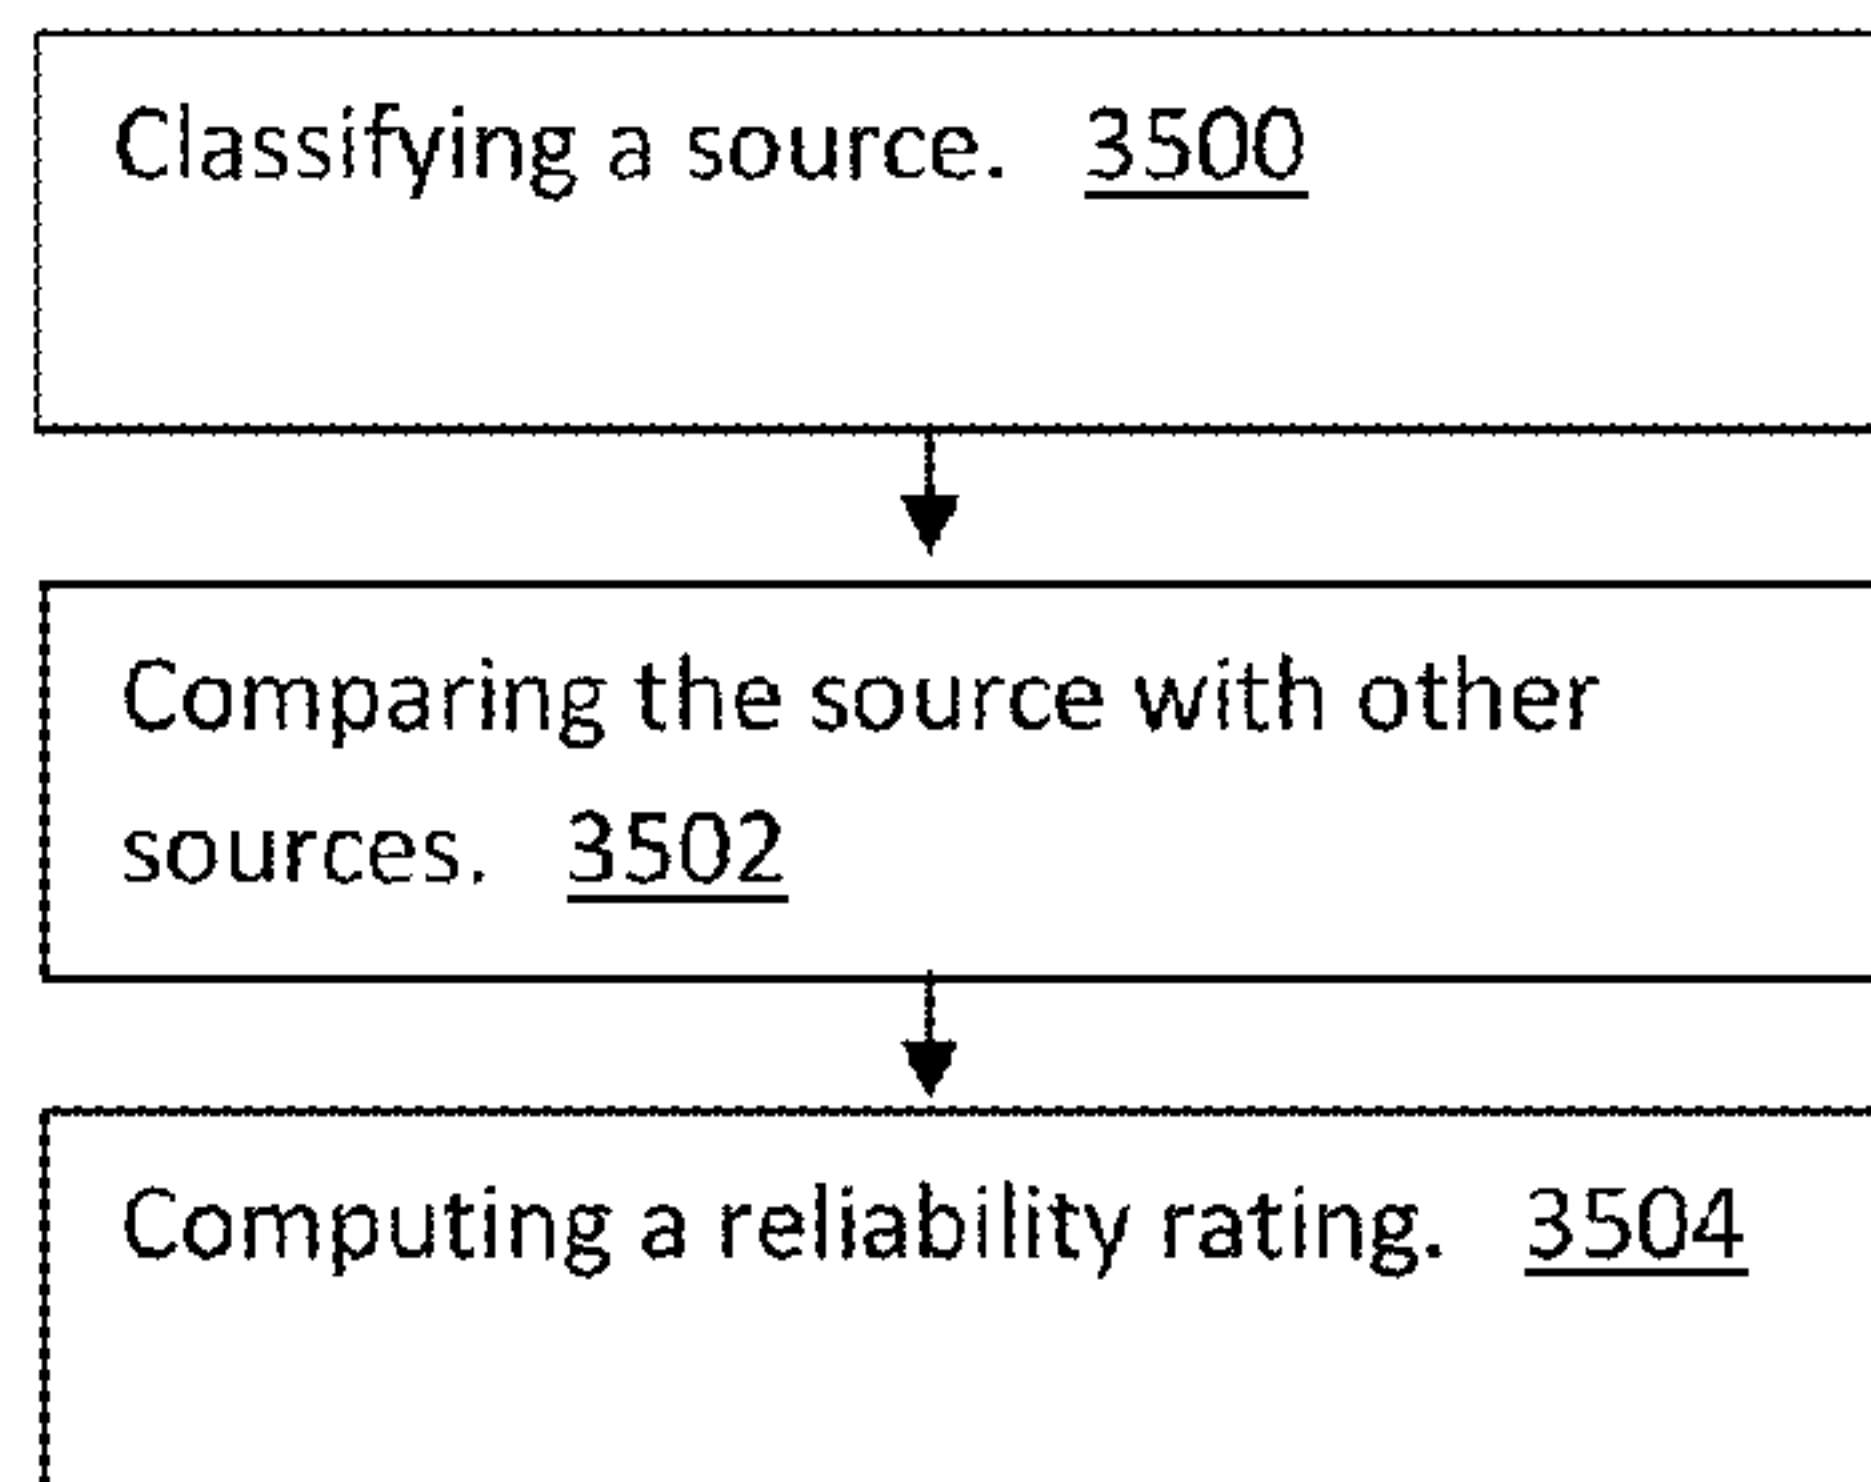 Classifying a source. 3500
Comparing the source with other
sources. 3502
Computing a reliability rating. 3504